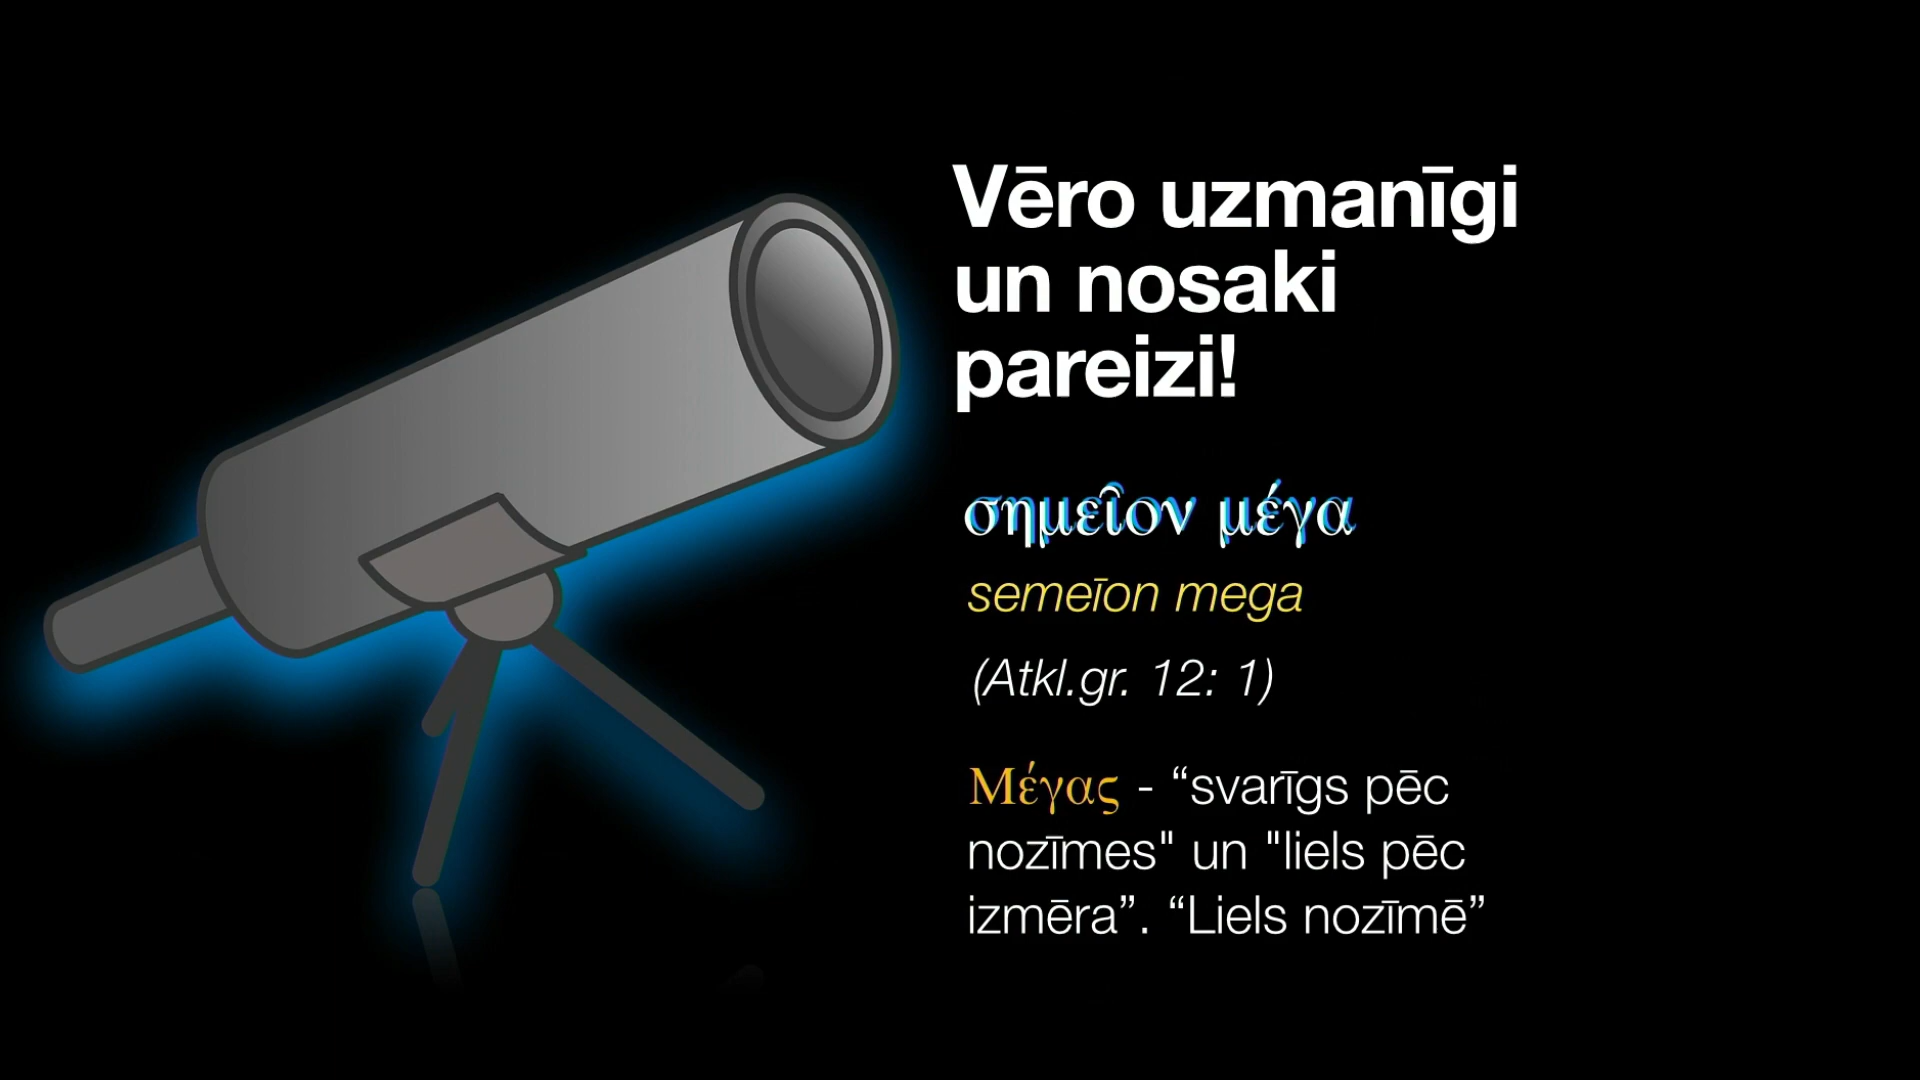 Vēro uzmanīgi
un nosaki
pareizi!
σημεῖον μέγα
semeīon mega
(Atkl.gr. 12: 1)
Μέγας - “svarīgs pēc
nozīmes" un "liels pēc
izmēra”. “Liels nozīmē”